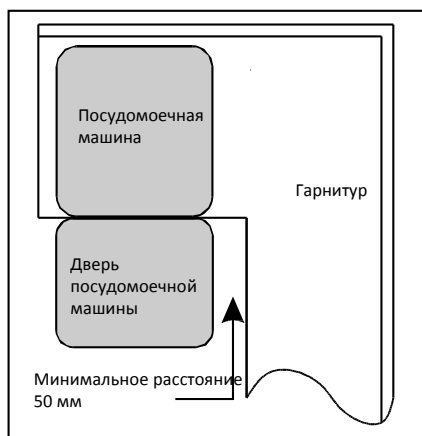 Посудомоечная
машина
Гарнитур
Дверь
посудомоечной
машины
Минимальное расстояние
50 мм